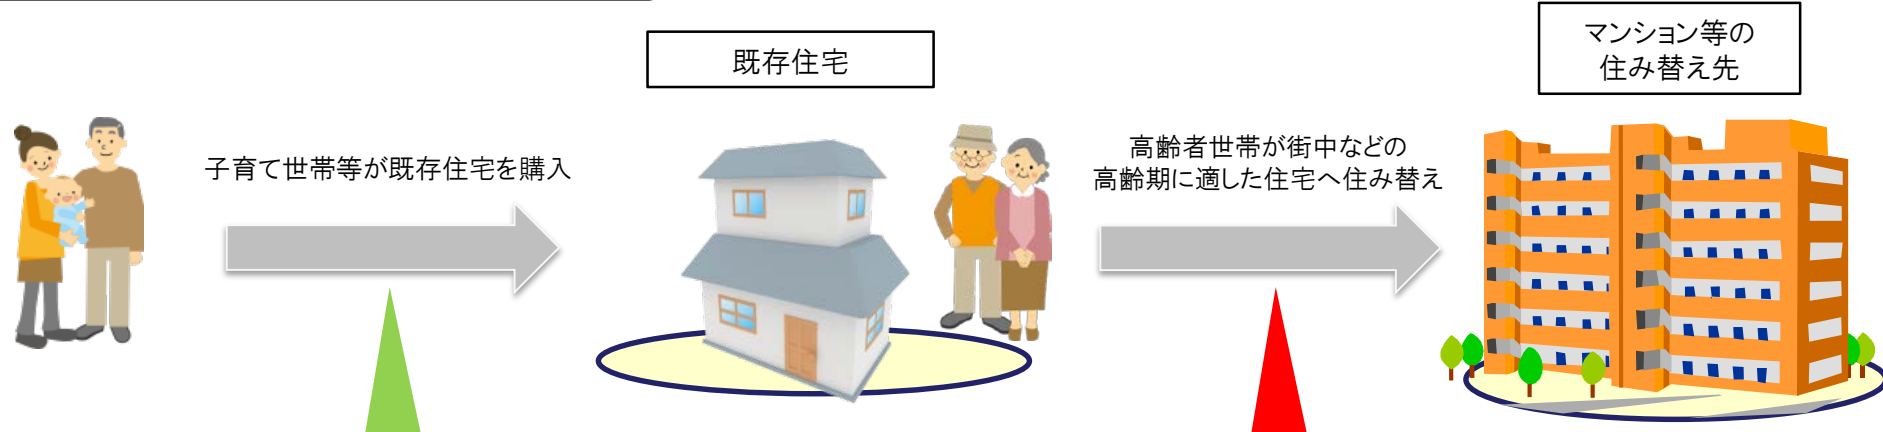 既存住宅
マンション等の
住み替え先
子育て世帯等が既存住宅を購入
高齢者世帯が街中などの
高齢期に適した住宅へ住み替え